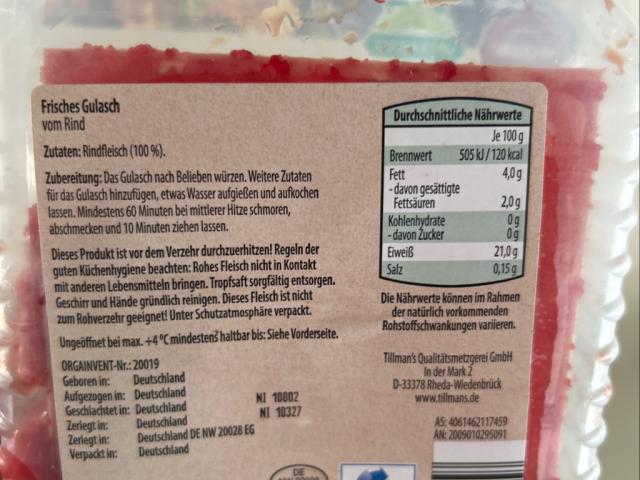 Frisches Gulasch
vom Rind
Zutaten: Rindfleisch (100 %).
Zubereitung: Das Gulasch nach Belieben würzen. Weitere Zutaten
für das Gulasch hinzufügen, etwas Wasser aufgießen und aufkochen
lassen. Mindestens 60 Minuten bei mittlerer Hitze schmoren,
abschmecken und 10 Minuten ziehen lassen.
Dieses Produkt ist vor dem Verzehr durchzuerhitzen! Regeln der
guten Küchenhygiene beachten: Rohes Fleisch nicht in Kontakt
mit anderen Lebensmitteln bringen. Tropfsaft sorgfältig entsorgen.
Geschirr und Hände gründlich reinigen. Dieses Fleisch ist nicht
zum Rohverzehr geeignet! Unter Schutzatmosphäre verpackt.
Ungeöffnet bei max. +4 °C mindestens haltbar bis: Siehe Vorderseite.
ORGAINVENT-Nr.: 20019
Geboren in: Deutschland
Aufgezogen in: Deutschland
Geschlachtet in: Deutschland NI 10002
Zerlegt in: Deutschland NI 10327
Zerlegt in: Deutschland DE NW 20028 EG
Verpackt in: Deutschland
DE
Durchschnittliche Nährwerte
Je 100 g
Brennwert 505 kJ / 120 kcal
Fett 4,0 g
- davon gesättigte
Fettsäuren 2,0 g
Kohlenhydrate 0 g
- davon Zucker 0 g
Eiweiß 21,0 g
Salz 0,15 g
Die Nährwerte können im Rahmen
der natürlich vorkommenden
Rohstoffschwankungen variieren.
Tillman's Qualitätsmetzgerei GmbH
In der Mark 2
D-33378 Rheda-Wiedenbrück
www.tillmans.de
AS: 4061462117459
AN: 2009010295091